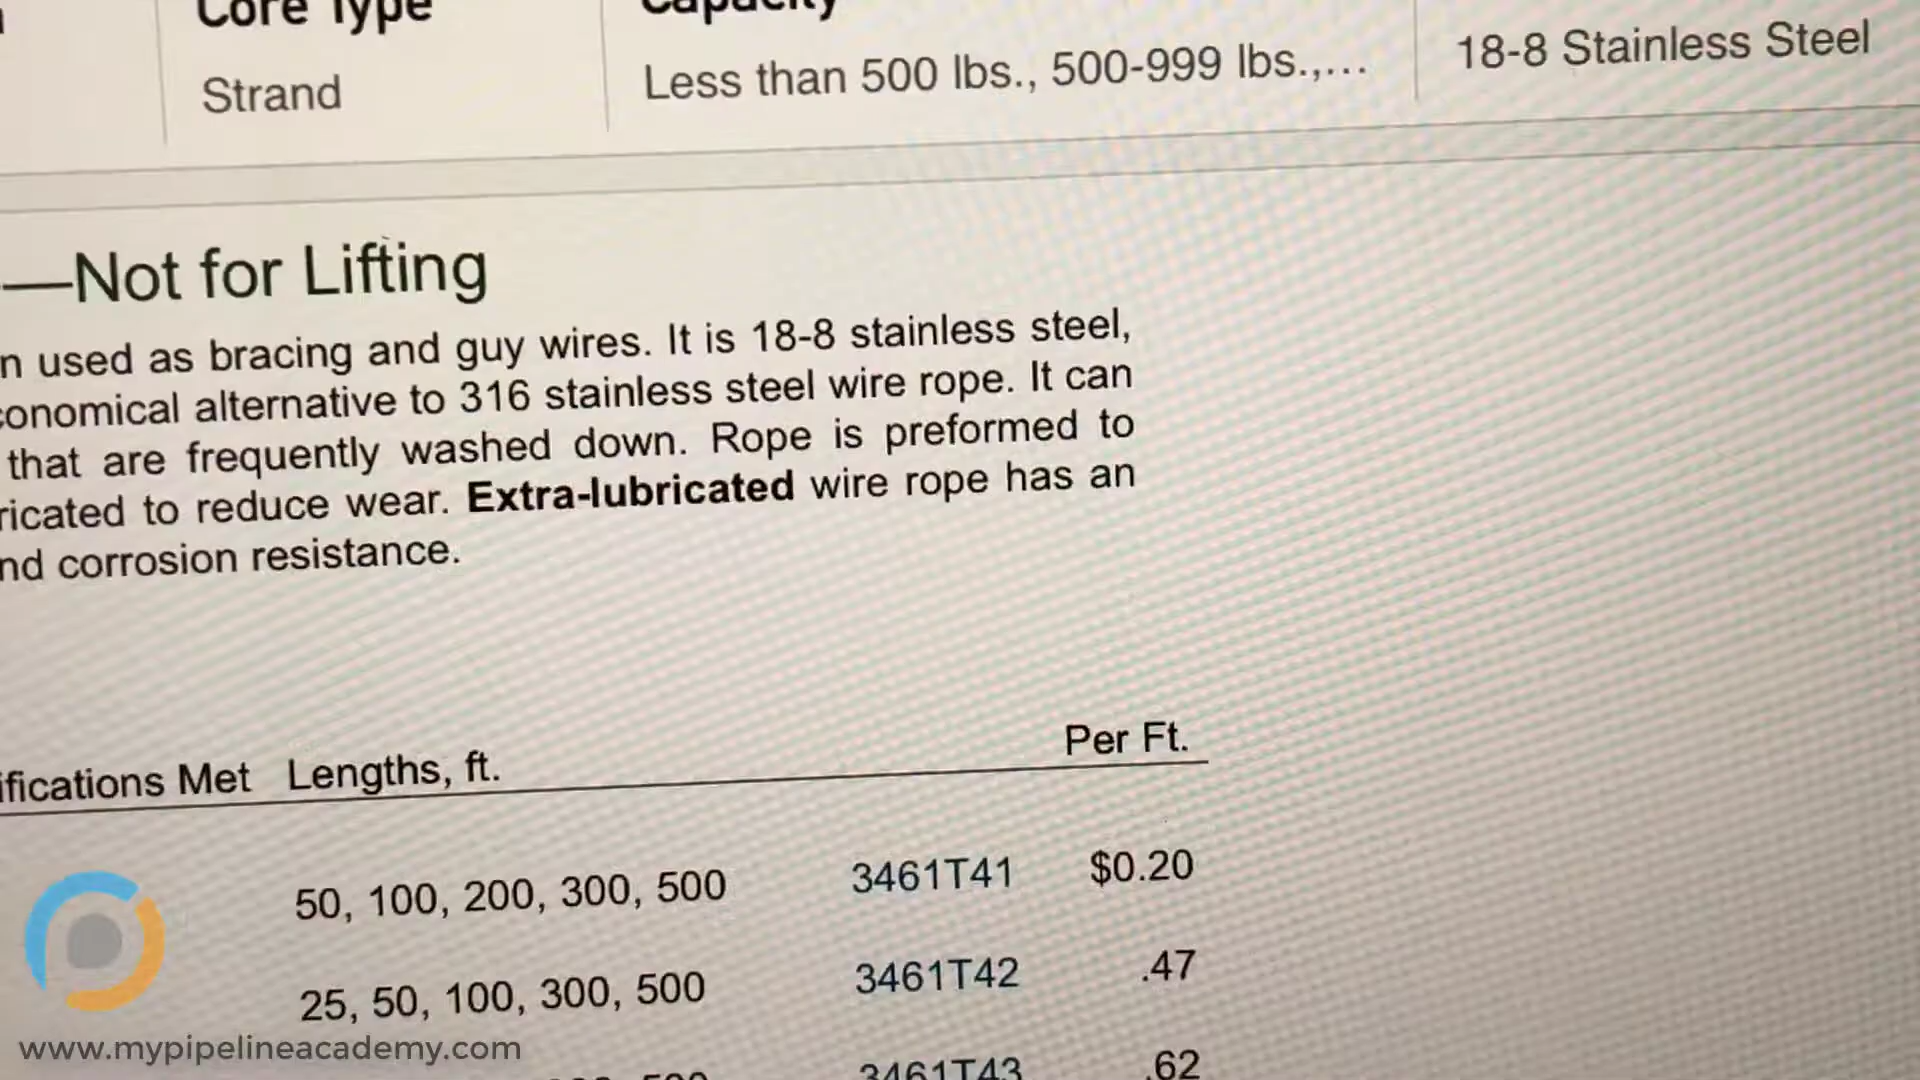 Core Type
Capacity
Strand
Less than 500 lbs., 500-999 lbs.,...
18-8 Stainless Steel
—Not for Lifting
used as bracing and guy wires. It is 18-8 stainless steel,
alternative to 316 stainless steel wire rope. It can
that are frequently washed down. Rope is preformed to
to reduce wear. Extra-lubricated wire rope has an
corrosion resistance.
Per Ft.
Met Lengths, ft.
50, 100, 200, 300, 500 3461T41 $0.20
25, 50, 100, 300, 500 3461T42 .47
3461T43 .62
www.mypipelineacademy.com